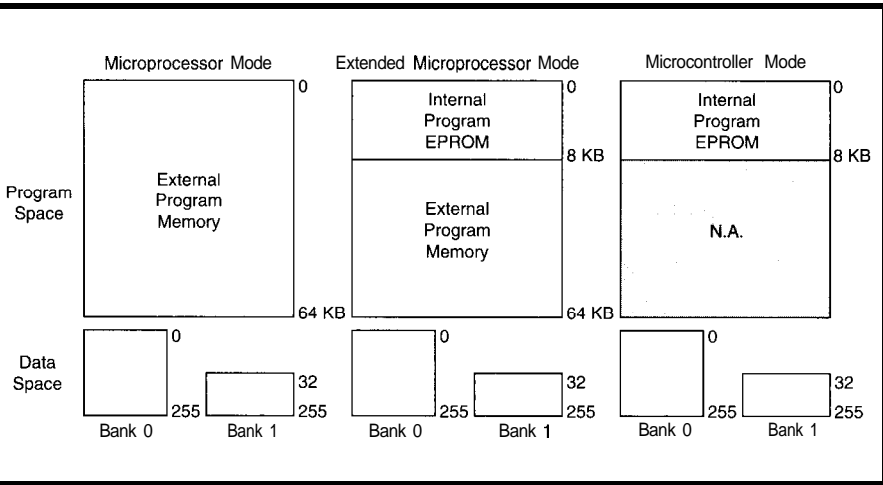 Microprocessor Mode
Extended Microprocessor Mode
Microcontroller Mode
Program
Space
External
Program
Memory
0
64 KB
Internal
Program
EPROM
0
8 KB
External
Program
Memory
64 KB
Internal
Program
EPROM
0
8 KB
N.A.
Data
Space
0
255
Bank 0
32
255
Bank 1
0
255
Bank 0
32
255
Bank 1
0
255
Bank 0
32
255
Bank 1